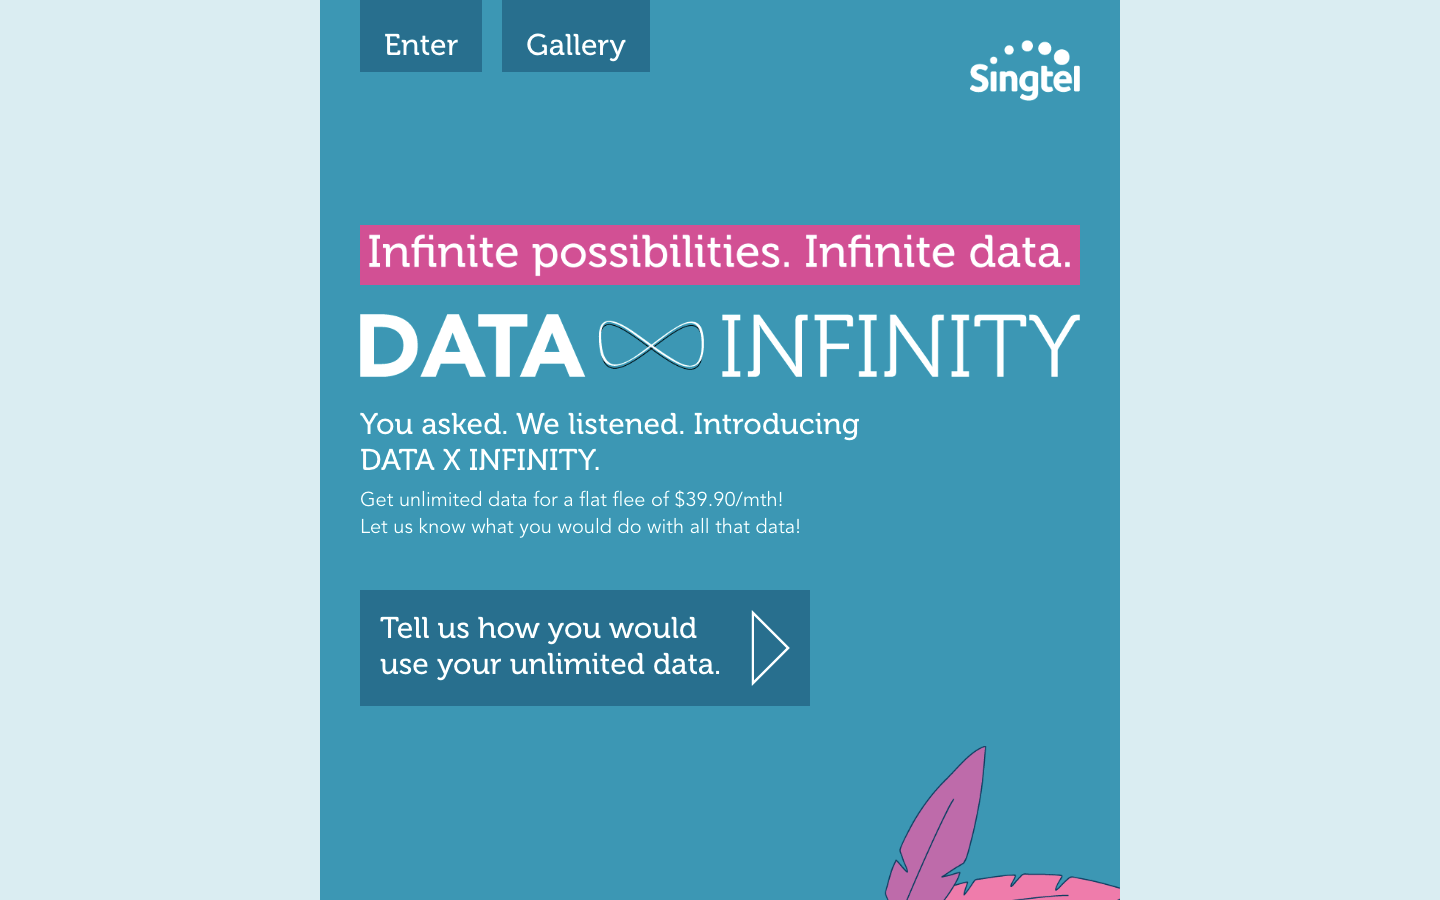 Enter
Gallery
Singtel
Infinite possibilities. Infinite data.
DATA INFINITY
You asked. We listened. Introducing
DATA X INFINITY.
Get unlimited data for a flat flee of $39.90/mth!
Let us know what you would do with all that data!
Tell us how you would
use your unlimited data.